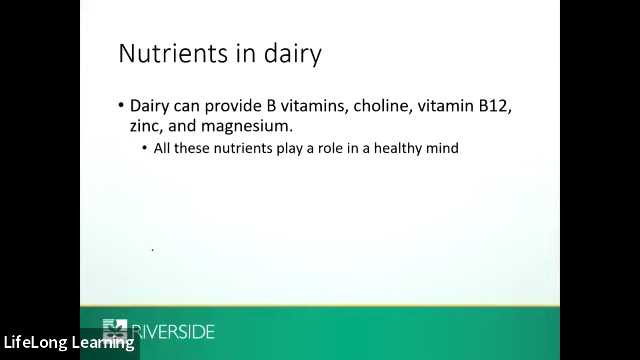 Nutrients in dairy
• Dairy can provide B vitamins, choline, vitamin B12,
zinc, and magnesium.
• All these nutrients play a role in a healthy mind
RIVERSIDE
LifeLong Learning